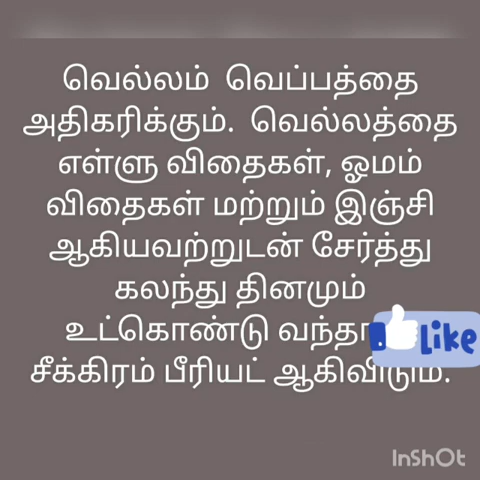 வெல்லம் வெப்பத்தை
அதிகரிக்கும். வெல்லத்தை
எள்ளு விதைகள், ஓமம்
விதைகள் மற்றும் இஞ்சி
ஆகியவற்றுடன் சேர்த்து
கலந்து தினமும்
உட்கொண்டு
Like
சீக்கிரம் பீரியட் ஆகிவிடும்.
InShOt